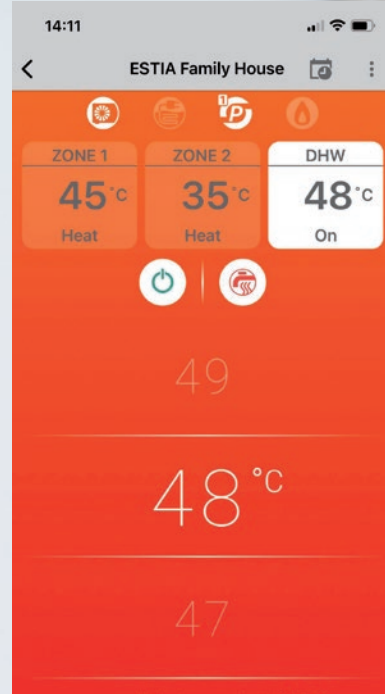 14:11
ESTIA Family House
1
P
ZONE 1 ZONE 2 DHW
45°C 35°C 48°C
Heat Heat On
49
48°C
47